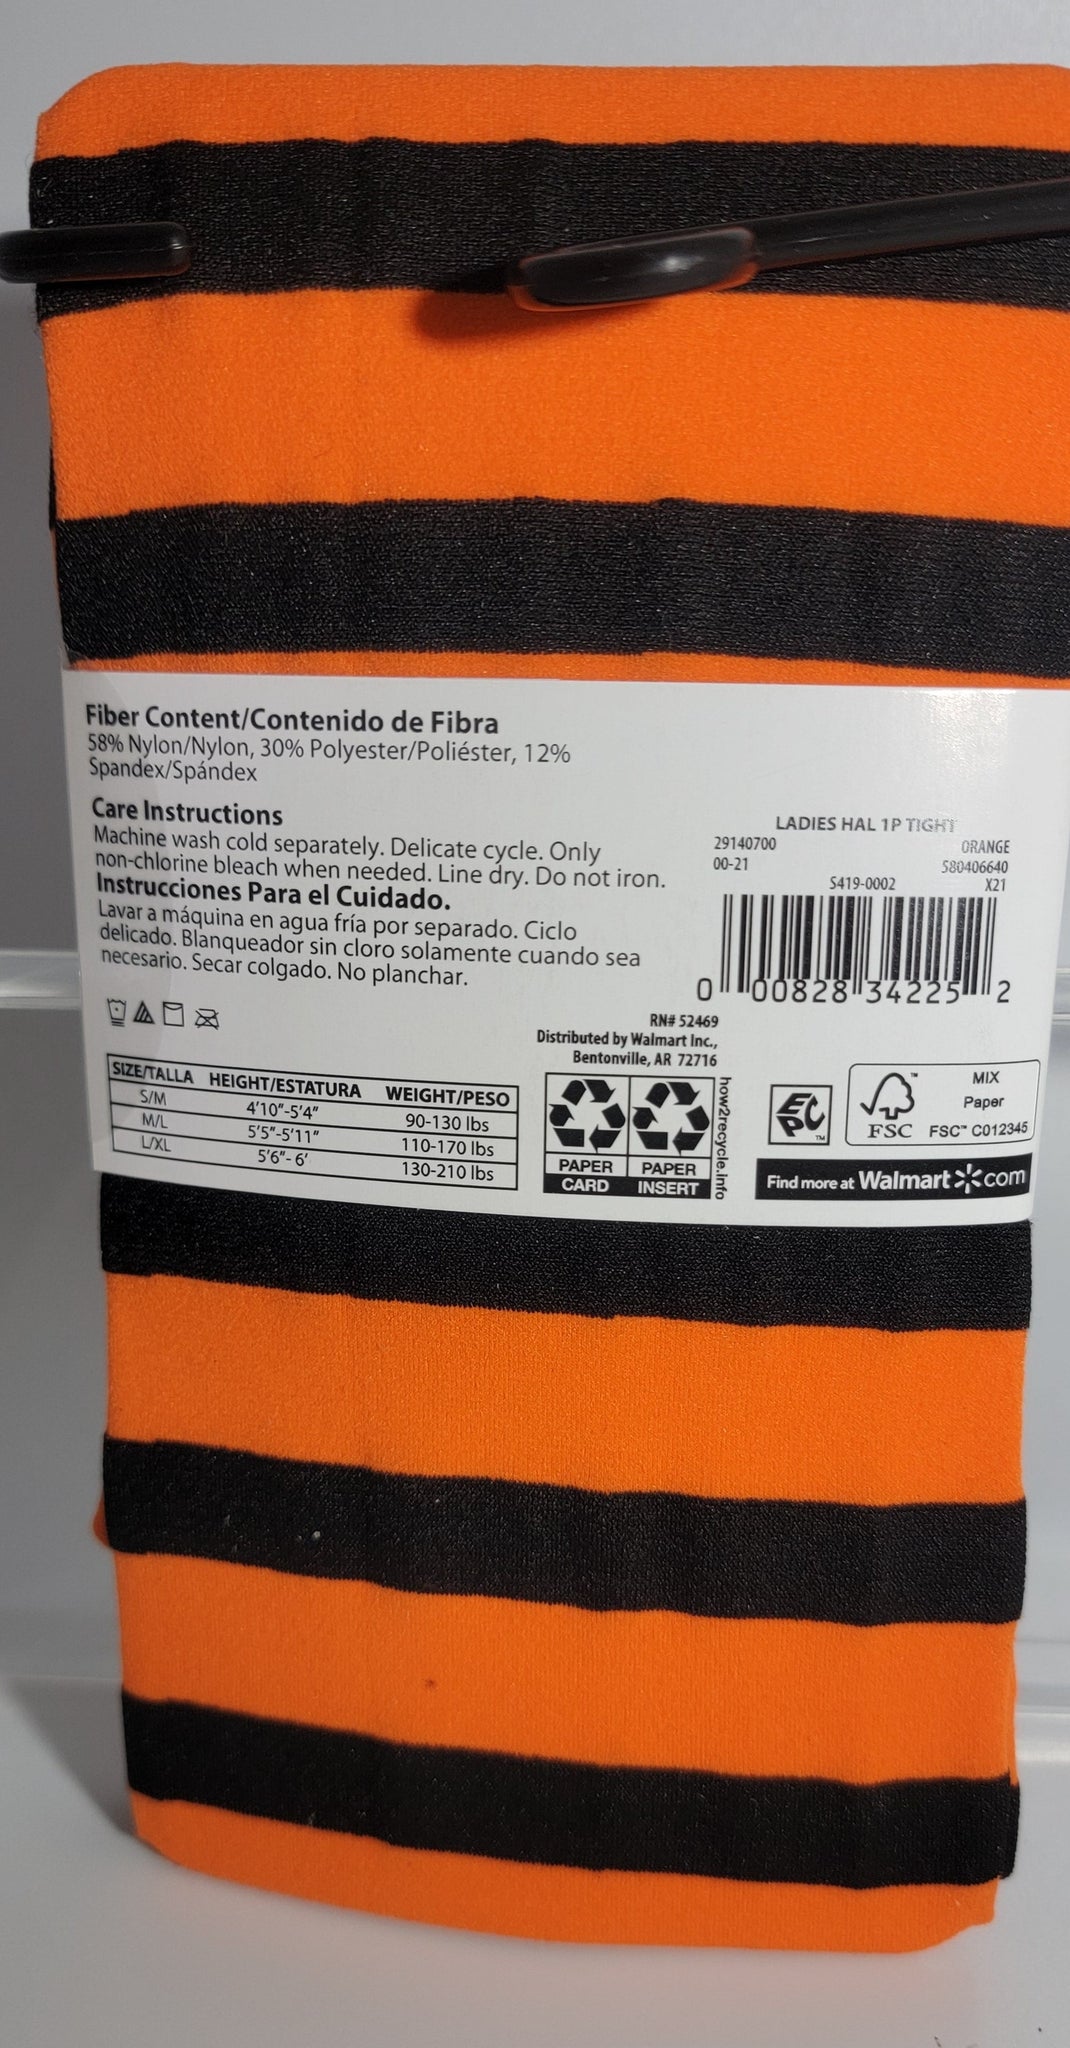 Fiber Content/Contenido de Fibra
58% Nylon/Nylon, 30% Polyester/Poliéster, 12%
Spandex/Spándex
Care Instructions
Machine wash cold separately. Delicate cycle. Only
non-chlorine bleach when needed. Line dry. Do not iron.
Instrucciones Para el Cuidado.
Lavar a máquina en agua fría por separado. Ciclo
delicado. Blanqueador sin cloro solamente cuando sea
necesario. Secar colgado. No planchar.
LADIES HAL 1P TIGHT
29140700 ORANGE
00-21 580406640
S419-0002 X21
0 00828 34225 2
RN# 52469
Distributed by Walmart Inc.,
Bentonville, AR 72716
SIZE/TALLA HEIGHT/ESTATURA WEIGHT/PESO
S/M 4'10"-5'4" 90-130 lbs
M/L 5'5"-5'11" 110-170 lbs
L/XL 5'6"- 6' 130-210 lbs
PAPER PAPER
CARD INSERT
how2recycle.info
EPC™
FSC™
MIX
Paper
FSC™ C012345
Find more at Walmart.com